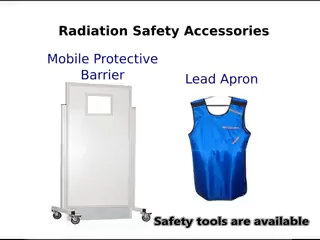 Radiation Safety Accessories
Mobile Protective
Barrier
Lead Apron
Safety tools are available